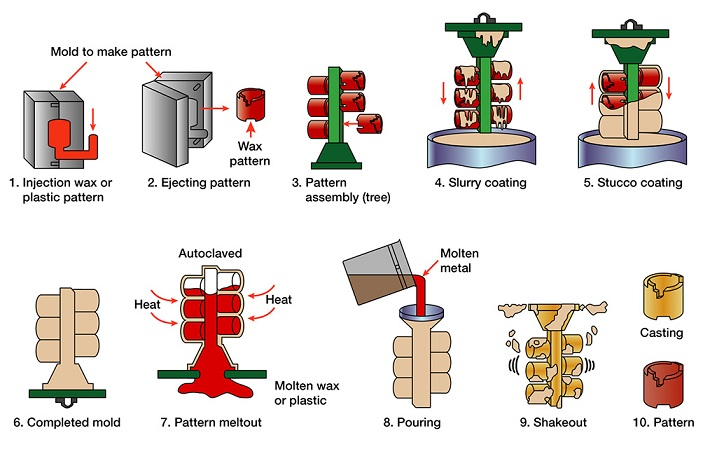 Mold to make pattern
Wax
pattern
1. Injection wax or
plastic pattern
2. Ejecting pattern
3. Pattern
assembly (tree)
4. Slurry coating
5. Stucco coating
Autoclaved
Heat
Heat
Molten wax
or plastic
Molten
metal
Casting
6. Completed mold
7. Pattern meltout
8. Pouring
9. Shakeout
10. Pattern